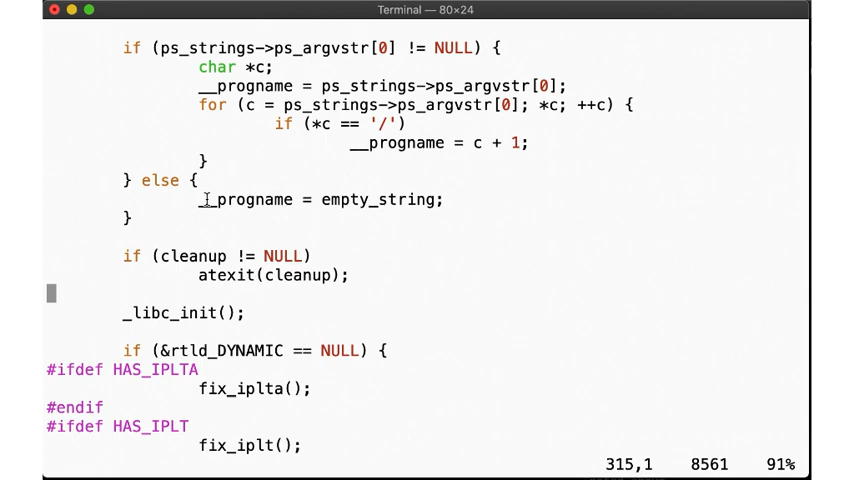 Terminal — 80×24
if (ps_strings->ps_argvstr[0] != NULL) {
char *c;
__progname = ps_strings->ps_argvstr[0];
for (c = ps_strings->ps_argvstr[0]; *c; ++c) {
if (*c == '/')
__progname = c + 1;
}
} else {
__progname = empty_string;
}
if (cleanup != NULL)
atexit(cleanup);
_libc_init();
if (&rtld_DYNAMIC == NULL) {
#ifdef HAS_IPLTA
fix_iplta();
#endif
#ifdef HAS_IPLT
fix_iplt();
315,1 8561 91%